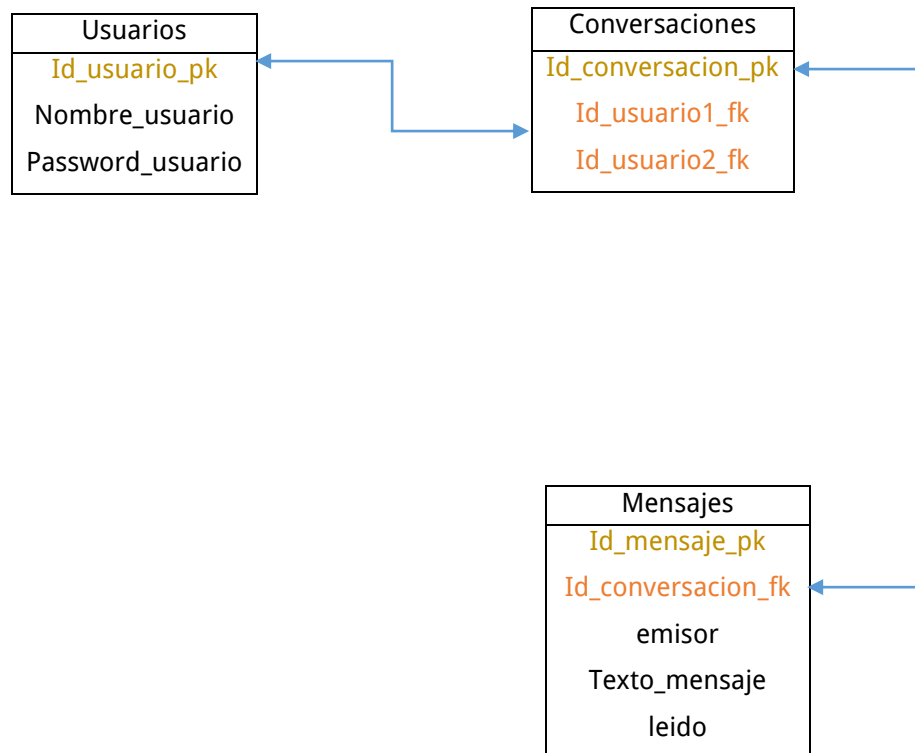 Usuarios
Id_usuario_pk
Nombre_usuario
Password_usuario
Conversaciones
Id_conversacion_pk
Id_usuario1_fk
Id_usuario2_fk
Mensajes
Id_mensaje_pk
Id_conversacion_fk
emisor
Texto_mensaje
leido